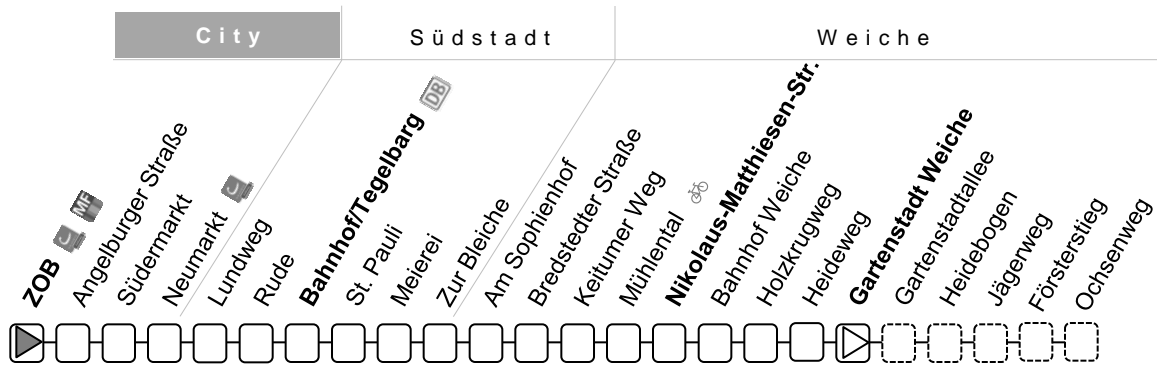 City
Südstadt
Weiche
ZOB
MF
Angelburger Straße
Südermarkt
Neumarkt
Lundweg
Rude
Bahnhof/Tegelbarg
DB
St. Pauli
Meierei
Zur Bleiche
Am Sophienhof
Bredstedter Straße
Keitumer Weg
Mühlental
Nikolaus-Matthiesen-Str.
Bahnhof Weiche
Holzkrugweg
Heideweg
Gartenstadt Weiche
Gartenstadtallee
Heidebogen
Jägerweg
Försterstieg
Ochsenweg